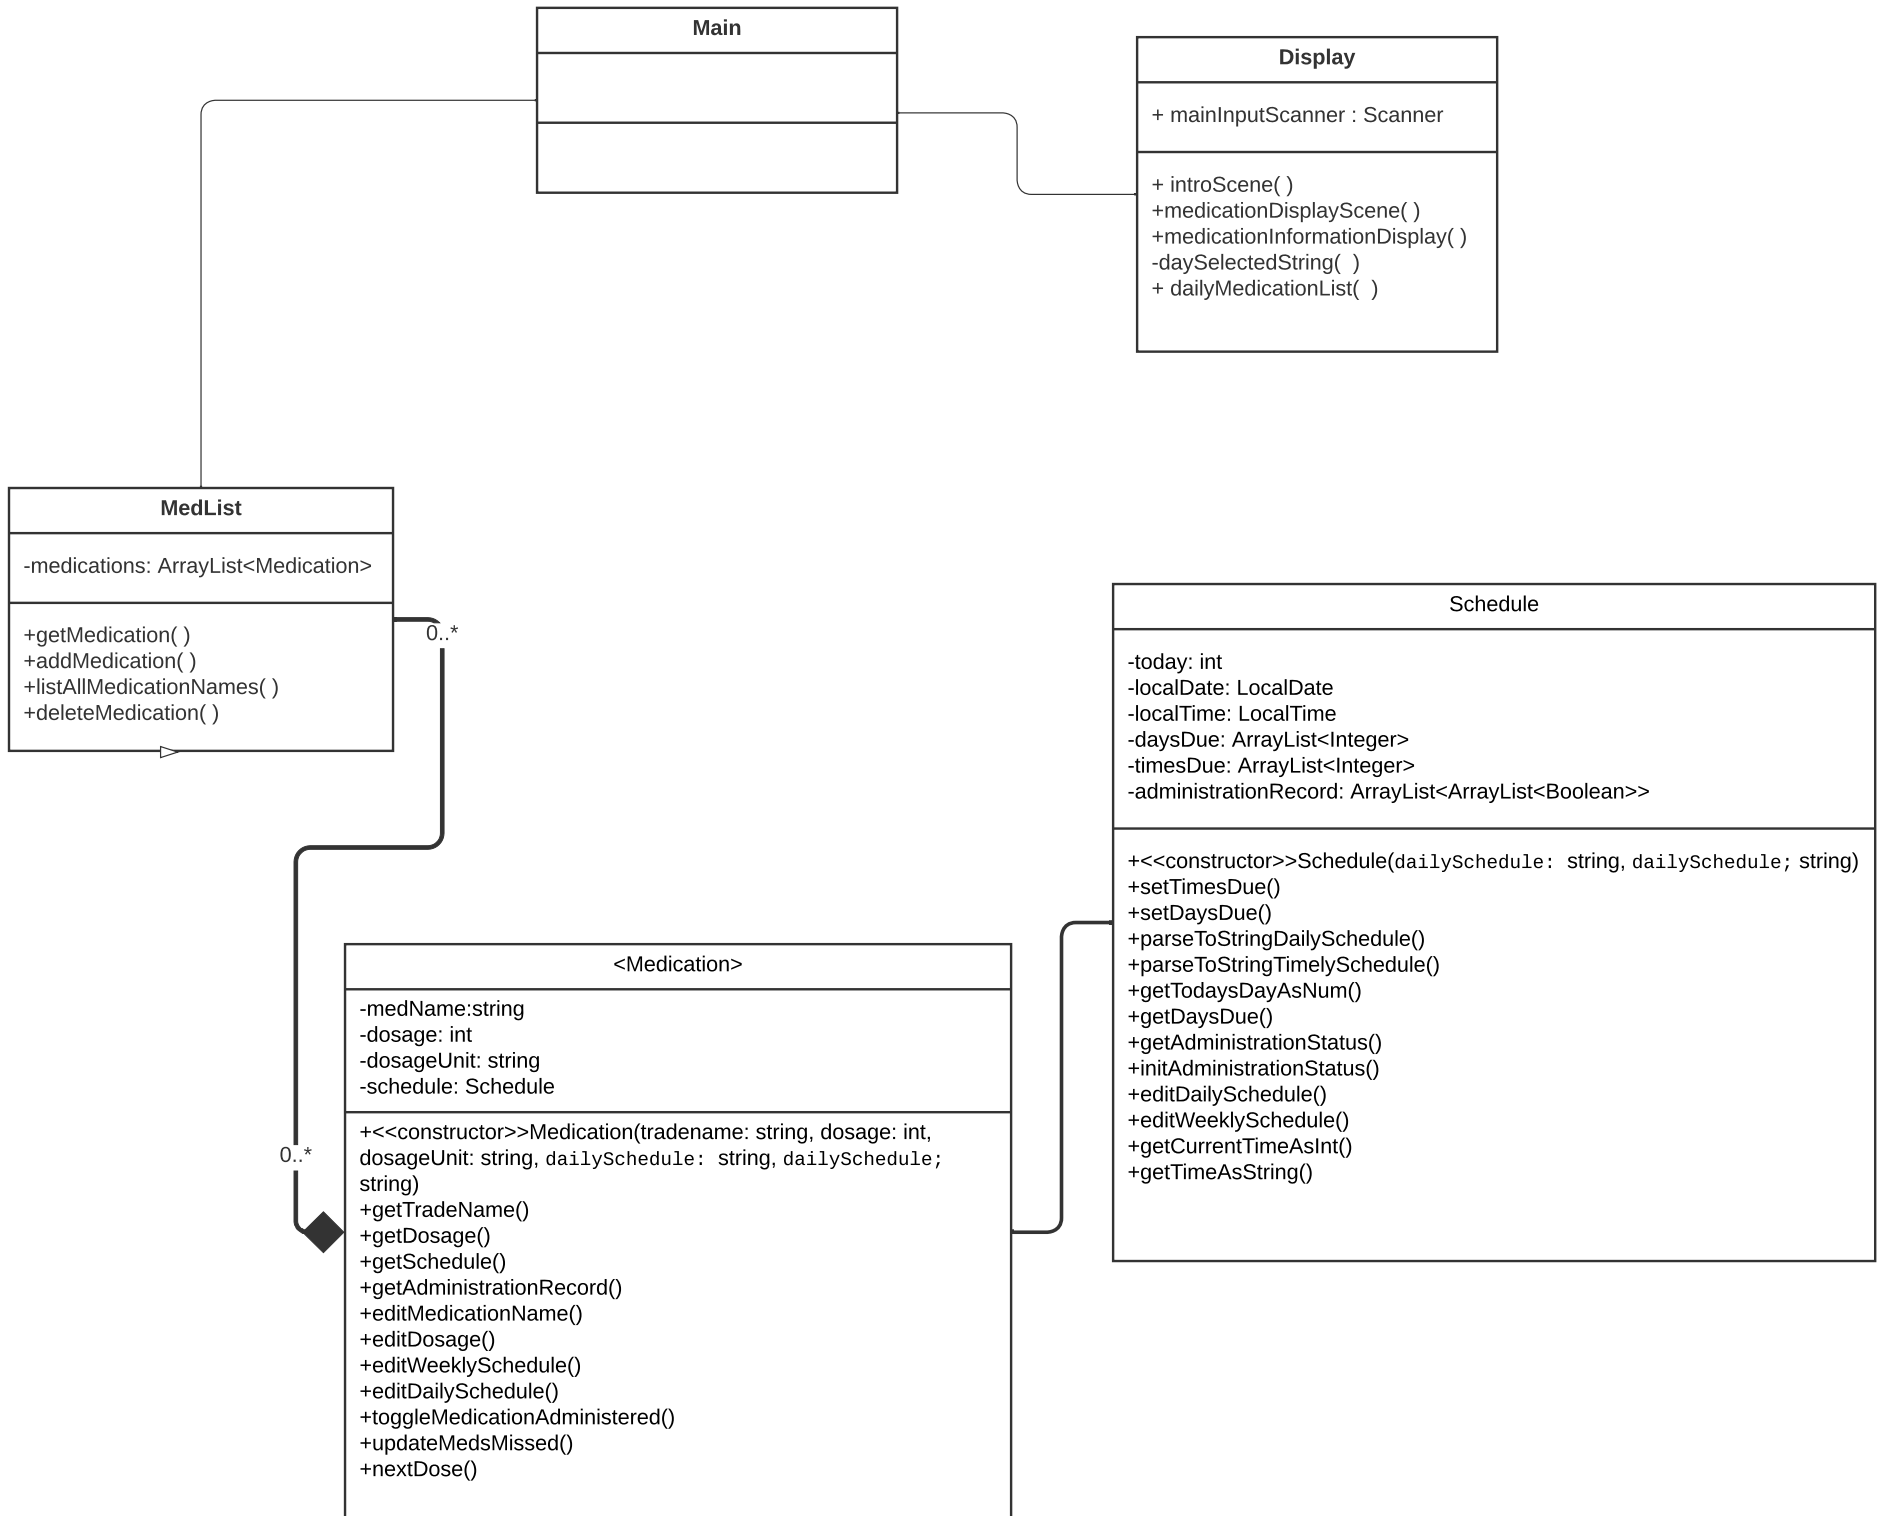 Main
Display
+ mainInputScanner : Scanner
+ introScene( )
+medicationDisplayScene( )
+medicationInformationDisplay( )
-daySelectedString(  )
+ dailyMedicationList(  )
MedList
-medications: ArrayList<Medication>
+getMedication( )
+addMedication( )
+listAllMedicationNames( )
+deleteMedication( )
0..*
0..*
Schedule
-today: int
-localDate: LocalDate
-localTime: LocalTime
-daysDue: ArrayList<Integer>
-timesDue: ArrayList<Integer>
-administrationRecord: ArrayList<ArrayList<Boolean>>
+<<constructor>>Schedule(dailySchedule: string, dailySchedule; string)
+setTimesDue()
+setDaysDue()
+parseToStringDailySchedule()
+parseToStringTimelySchedule()
+getTodaysDayAsNum()
+getDaysDue()
+getAdministrationStatus()
+initAdministrationStatus()
+editDailySchedule()
+editWeeklySchedule()
+getCurrentTimeAsInt()
+getTimeAsString()
<Medication>
-medName:string
-dosage: int
-dosageUnit: string
-schedule: Schedule
+<<constructor>>Medication(tradename: string, dosage: int,
dosageUnit: string, dailySchedule: string, dailySchedule;
string)
+getTradeName()
+getDosage()
+getSchedule()
+getAdministrationRecord()
+editMedicationName()
+editDosage()
+editWeeklySchedule()
+editDailySchedule()
+toggleMedicationAdministered()
+updateMedsMissed()
+nextDose()